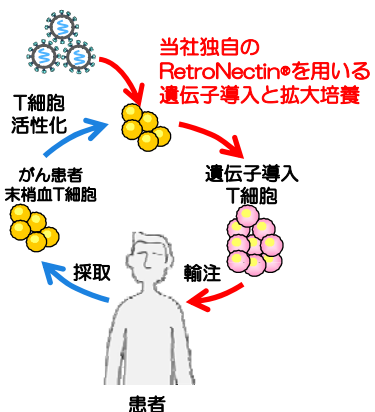 当社独自の
RetroNectin®を用いる
遺伝子導入と拡大培養
T細胞
活性化
がん患者
末梢血T細胞
遺伝子導入
T細胞
採取
輸注
患者